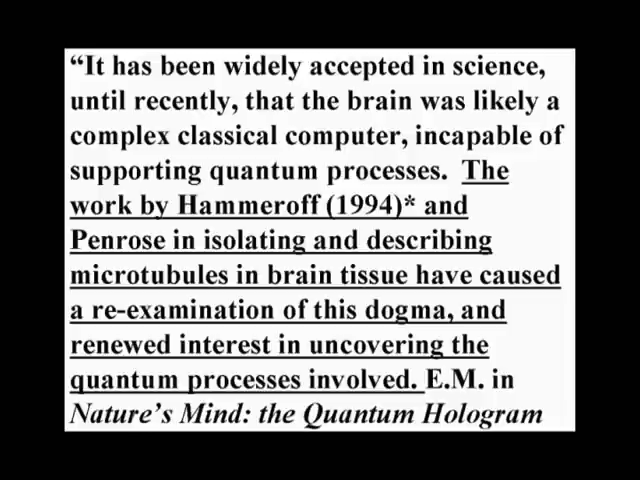 “It has been widely accepted in science,
until recently, that the brain was likely a
complex classical computer, incapable of
supporting quantum processes. The
work by Hammeroff (1994)* and
Penrose in isolating and describing
microtubules in brain tissue have caused
a re-examination of this dogma, and
renewed interest in uncovering the
quantum processes involved. E.M. in
Nature’s Mind: the Quantum Hologram